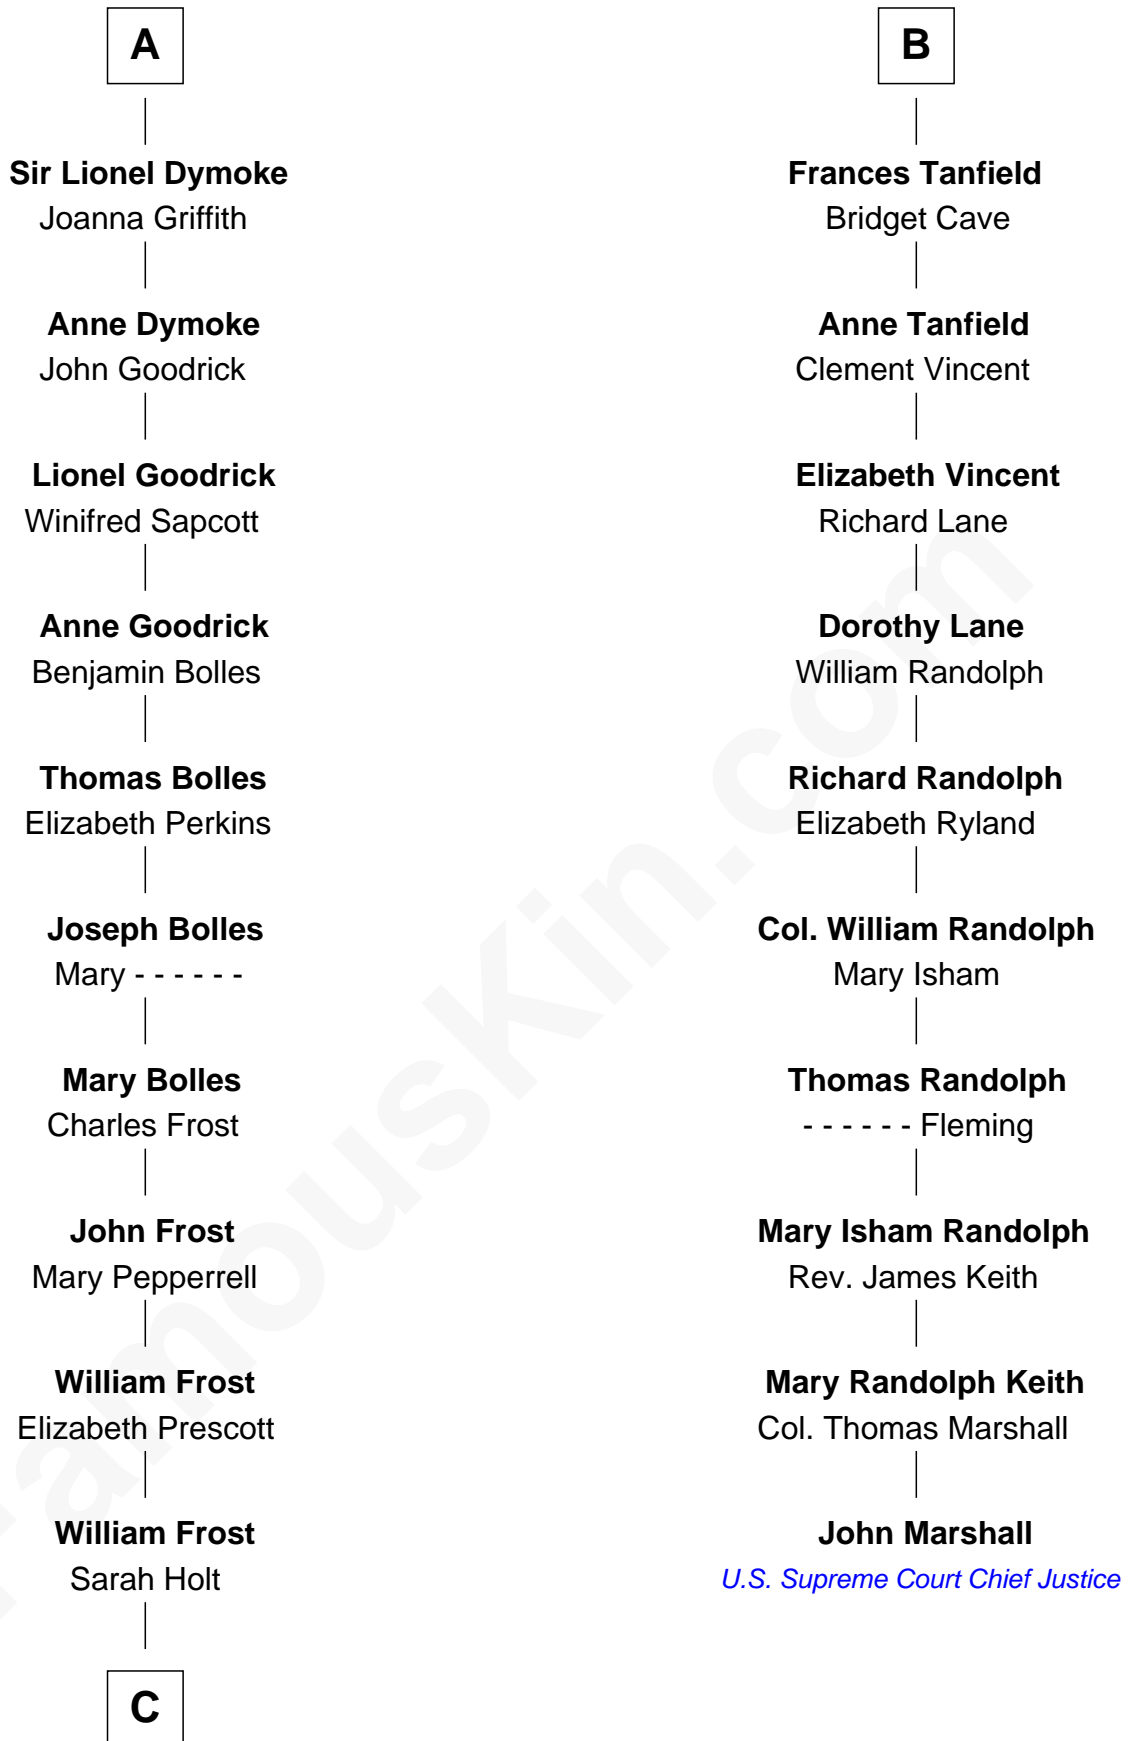 A
Sir Lionel Dymoke
Joanna Griffith
Anne Dymoke
John Goodrick
Lionel Goodrick
Winifred Sapcott
Anne Goodrick
Benjamin Bolles
Thomas Bolles
Elizabeth Perkins
Joseph Bolles
Mary - - - - - -
Mary Bolles
Charles Frost
John Frost
Mary Pepperrell
William Frost
Elizabeth Prescott
William Frost
Sarah Holt
C
B
Frances Tanfield
Bridget Cave
Anne Tanfield
Clement Vincent
Elizabeth Vincent
Richard Lane
Dorothy Lane
William Randolph
Richard Randolph
Elizabeth Ryland
Col. William Randolph
Mary Isham
Thomas Randolph
- - - - - - Fleming
Mary Isham Randolph
Rev. James Keith
Mary Randolph Keith
Col. Thomas Marshall
John Marshall
U.S. Supreme Court Chief Justice
FamousKin.com